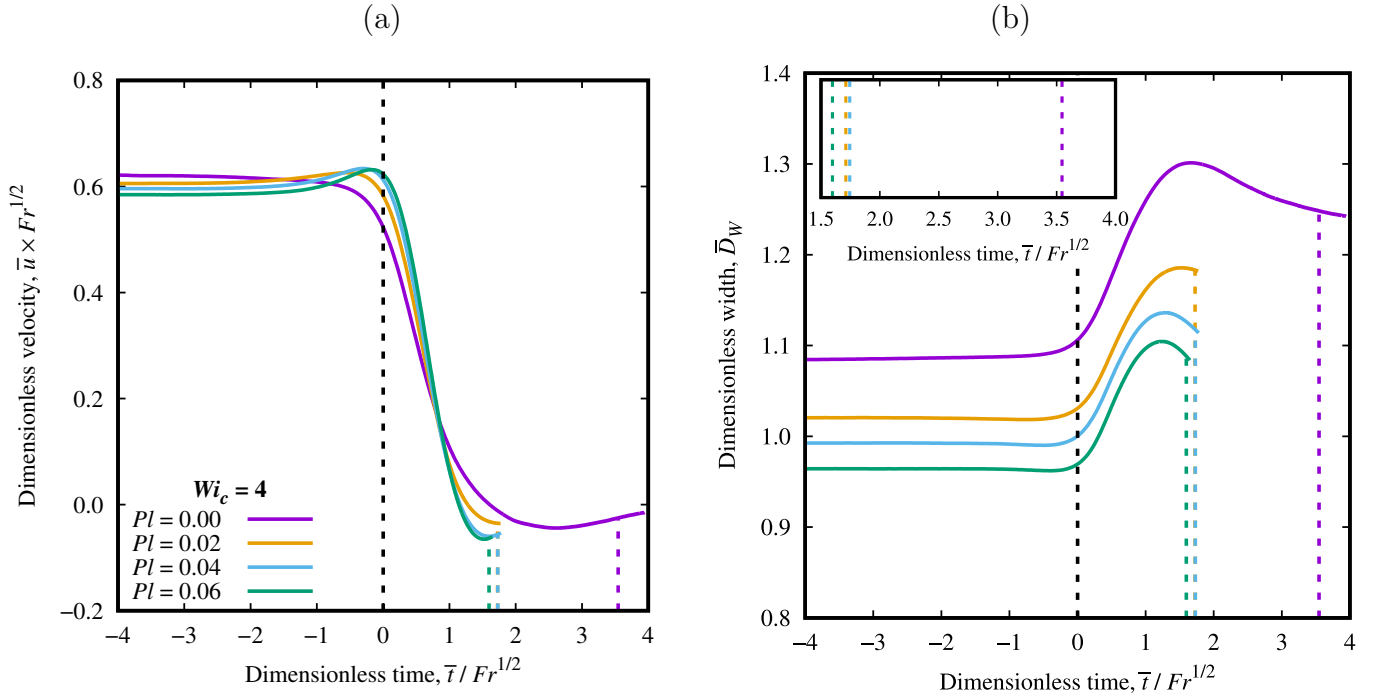 (a)
Dimensionless velocity, u̅ × Fr^{1/2}
0.8
0.6
0.4
0.2
0.0
−0.2
Wi_c = 4
Pl = 0.00
Pl = 0.02
Pl = 0.04
Pl = 0.06
−4 −3 −2 −1 0 1 2 3 4
Dimensionless time, t̅ / Fr^{1/2}
(b)
Dimensionless width, D̅_W
1.4
1.3
1.2
1.1
1.0
0.9
0.8
1.5 2.0 2.5 3.0 3.5 4.0
Dimensionless time, t̅ / Fr^{1/2}
−4 −3 −2 −1 0 1 2 3 4
Dimensionless time, t̅ / Fr^{1/2}